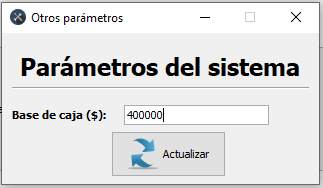 Otros parámetros
Parámetros del sistema
Base de caja ($): 400000
Actualizar